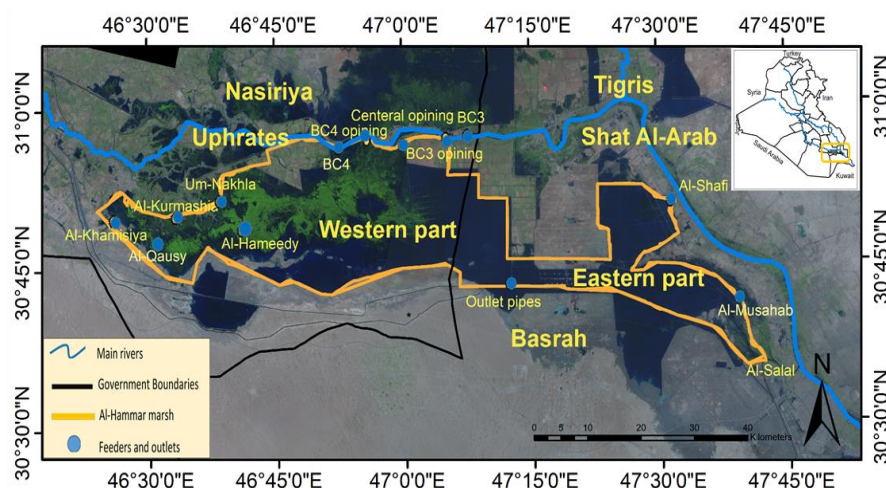 46°30'0"E 46°45'0"E 47°0'0"E 47°15'0"E 47°30'0"E 47°45'0"E
31°0'0"N
30°45'0"N
30°30'0"N
Nasiriya
Tigris
Uphrates
Centeral opining BC3
BC4 opining
Shat Al-Arab
BC4
BC3 opining
Um-Nakhla
Al-Kurmashia
Al-Shafi
Al-Khamisiya
Western part
Al-Hameedy
Al-Qausy
Eastern part
Outlet pipes
Al-Musahab
Basrah
Al-Salal
Turkey
Syria
Iran
Saudi Arabia
Kuwait
Main rivers
Government Boundaries
Al-Hammar marsh
Feeders and outlets
N
0 5 10 20 30 40
Kilometers
31°0'0"N
30°45'0"N
30°30'0"N
46°30'0"E 46°45'0"E 47°0'0"E 47°15'0"E 47°30'0"E 47°45'0"E